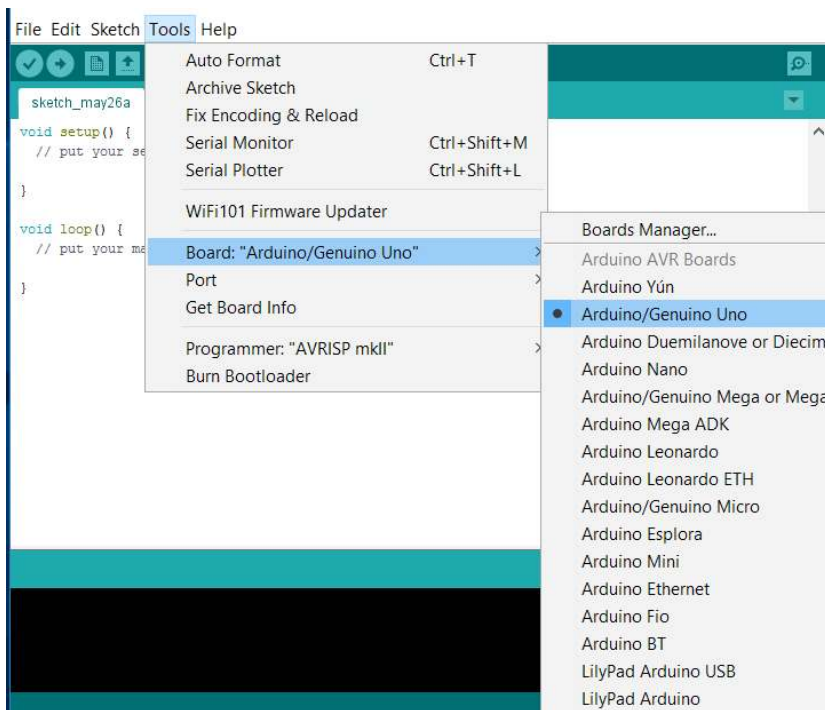 File Edit Sketch Tools Help
Auto Format Ctrl+T
Archive Sketch
sketch_may26a
Fix Encoding & Reload
void setup() {
Serial Monitor Ctrl+Shift+M
// put your se
Serial Plotter Ctrl+Shift+L
}
WiFi101 Firmware Updater
void loop() {
Boards Manager...
// put your ma
Board: "Arduino/Genuino Uno"
Arduino AVR Boards
Port
Arduino Yún
}
Get Board Info
Arduino/Genuino Uno
Arduino Duemilanove or Diecim
Programmer: "AVRISP mkII"
Arduino Nano
Burn Bootloader
Arduino/Genuino Mega or Mega
Arduino Mega ADK
Arduino Leonardo
Arduino Leonardo ETH
Arduino/Genuino Micro
Arduino Esplora
Arduino Mini
Arduino Ethernet
Arduino Fio
Arduino BT
LilyPad Arduino USB
LilyPad Arduino